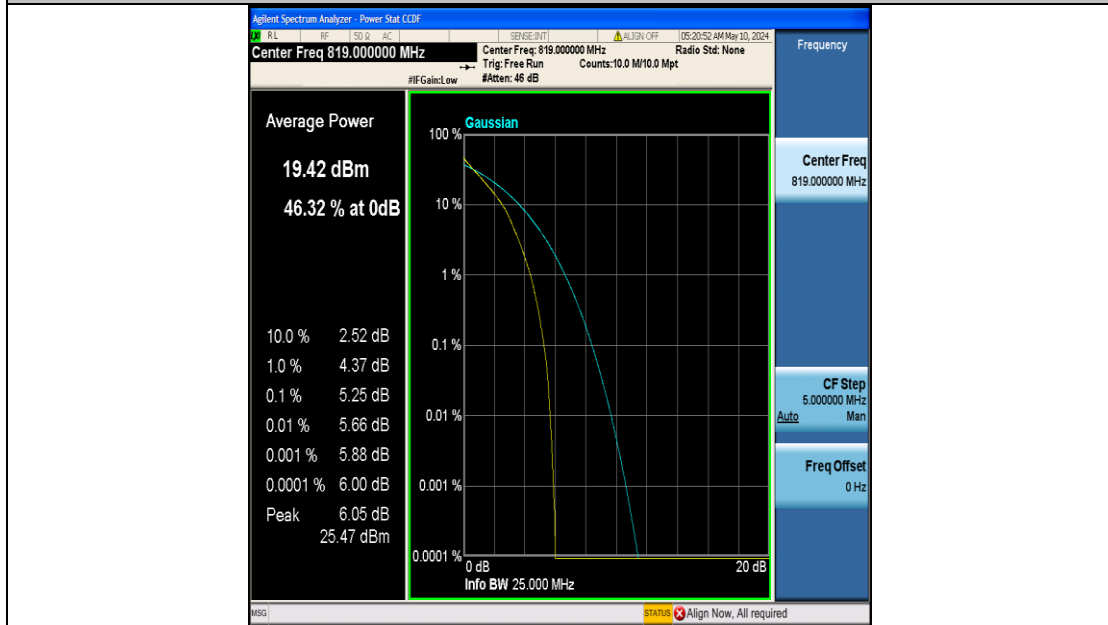 Agilent Spectrum Analyzer - Power Stat CCDF
RL RF 50 Ω AC SENSE:INT ALIGN OFF 05:20:52 AM May 10, 2024
Center Freq 819.000000 MHz Center Freq: 819.000000 MHz Radio Std: None
Trig: Free Run Counts:10.0 M/10.0 Mpt
#IFGain:Low #Atten: 46 dB
Frequency
Average Power
19.42 dBm
46.32 % at 0dB
10.0 % 2.52 dB
1.0 % 4.37 dB
0.1 % 5.25 dB
0.01 % 5.66 dB
0.001 % 5.88 dB
0.0001 % 6.00 dB
Peak 6.05 dB
25.47 dBm
Gaussian
100 %
10 %
1 %
0.1 %
0.01 %
0.001 %
0.0001 %
0 dB 20 dB
Info BW 25.000 MHz
Center Freq
819.000000 MHz
CF Step
5.000000 MHz
Auto Man
Freq Offset
0 Hz
MSG STATUS Align Now, All required